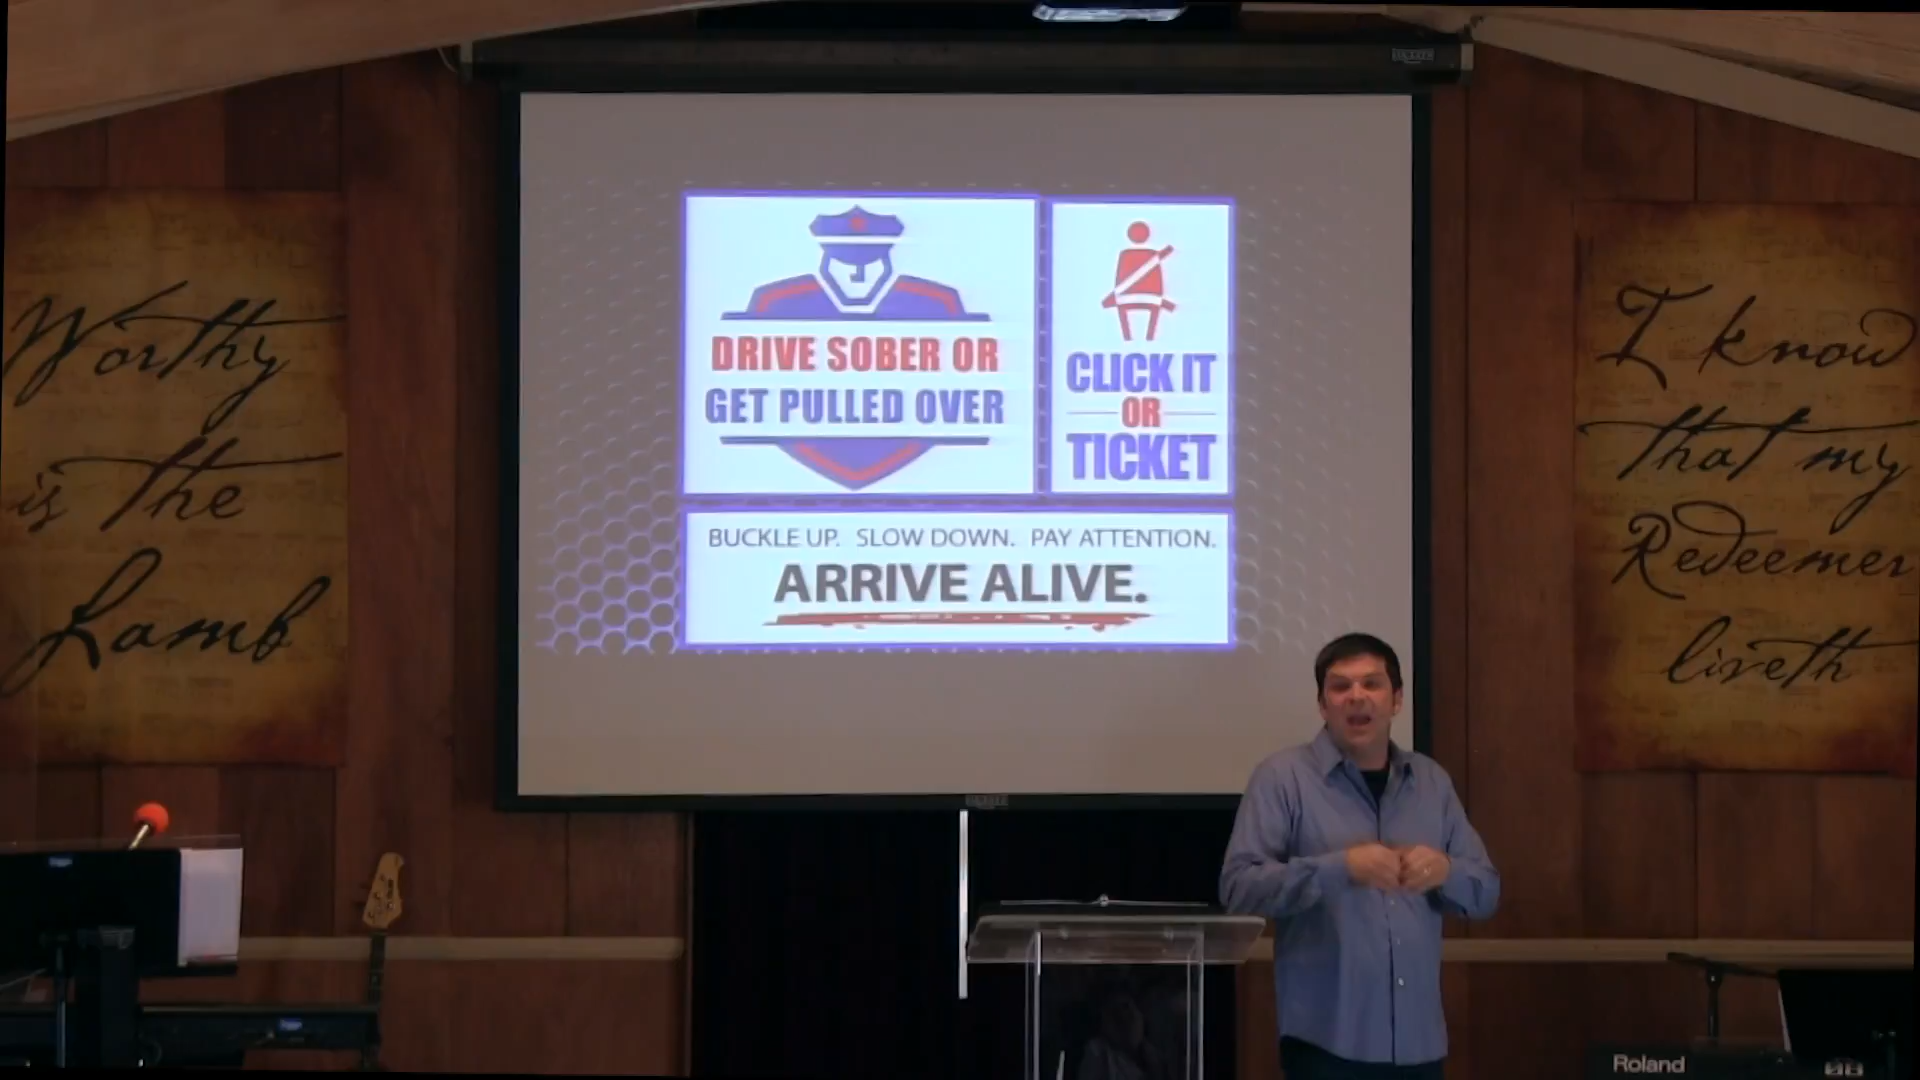 Worthy
is The
Lamb
DRIVE SOBER OR
GET PULLED OVER
CLICK IT
OR
TICKET
BUCKLE UP. SLOW DOWN. PAY ATTENTION.
ARRIVE ALIVE.
I know
that my
Redeemer
liveth
Roland